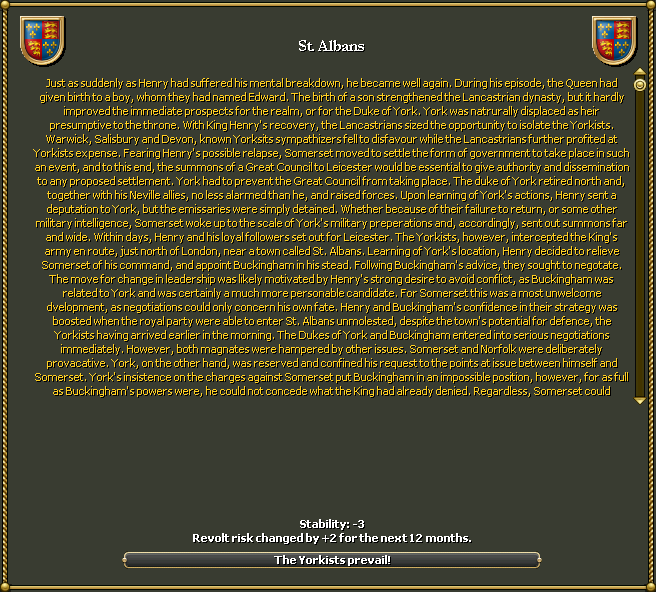 St. Albans
Just as suddenly as Henry had suffered his mental breakdown, he became well again. During his episode, the Queen had
given birth to a boy, whom they had named Edward. The birth of a son strengthened the Lancastrian dynasty, but it hardly
improved the immediate prospects for the realm, or for the Duke of York. York was natrurally displaced as heir
presumptive to the throne. With King Henry's recovery, the Lancastrians sized the opportunity to isolate the Yorkists.
Warwick, Salisbury and Devon, known Yorksits sympathizers fell to disfavour while the Lancastrians further profited at
Yorkists expense. Fearing Henry's possible relapse, Somerset moved to settle the form of government to take place in such
an event, and to this end, the summons of a Great Council to Leicester would be essential to give authority and dissemination
to any proposed settlement. York had to prevent the Great Council from taking place. The duke of York retired north and,
together with his Neville allies, no less alarmed than he, and raised forces. Upon learning of York's actions, Henry sent a
deputation to York, but the emissaries were simply detained. Whether because of their failure to return, or some other
military intelligence, Somerset woke up to the scale of York's military preperations and, accordingly, sent out summons far
and wide. Within days, Henry and his loyal followers set out for Leicester. The Yorkists, however, intercepted the King's
army en route, just north of London, near a town called St. Albans. Learning of York's location, Henry decided to relieve
Somerset of his command, and appoint Buckingham in his stead. Follwing Buckingham's advice, they sought to negotate.
The move for change in leadership was likely motivated by Henry's strong desire to avoid conflict, as Buckingham was
related to York and was certainly a much more personable candidate. For Somerset this was a most unwelcome
dvelopment, as negotiations could only concern his own fate. Henry and Buckingham's confidence in their strategy was
boosted when the royal party were able to enter St. Albans unmolested, despite the town's potential for defence, the
Yorkists having arrived earlier in the morning. The Dukes of York and Buckingham entered into serious negotiations
immediately. However, both magnates were hampered by other issues. Somerset and Norfolk were deliberately
provacative. York, on the other hand, was reserved and confined his request to the points at issue between himself and
Somerset. York's insistence on the charges against Somerset put Buckingham in an impossible position, however, for as full
as Buckingham's powers were, he could not concede what the King had already denied. Regardless, Somerset could
Stability: -3
Revolt risk changed by +2 for the next 12 months.
The Yorkists prevail!